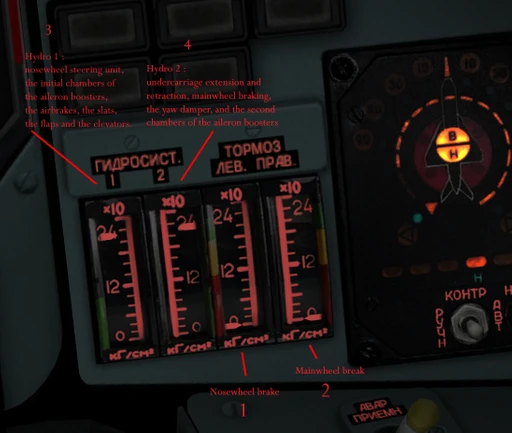 3
4
Hydro 1 :
nosewheel steering unit,
the initial chambers of
the aileron boosters,
the airbrakes, the slats,
the flaps and the elevators.
Hydro 2 :
undercarriage extension and
retraction, mainwheel braking,
the yaw damper, and the second
chambers of the aileron boosters
ГИДРОСИСТ.
1 2
ТОРМОЗ
ЛЕВ. ПРАВ.
×10 ×10 ×10 ×10
24 24 24 24
12 12 12 12
0 0 0 0
КГ/СМ² КГ/СМ² КГ/СМ² КГ/СМ²
В
Н
Н
КОНТР
РУЧН
АВТ
АВАР
ПРИЕМН
Nosewheel brake
1
Mainwheel break
2